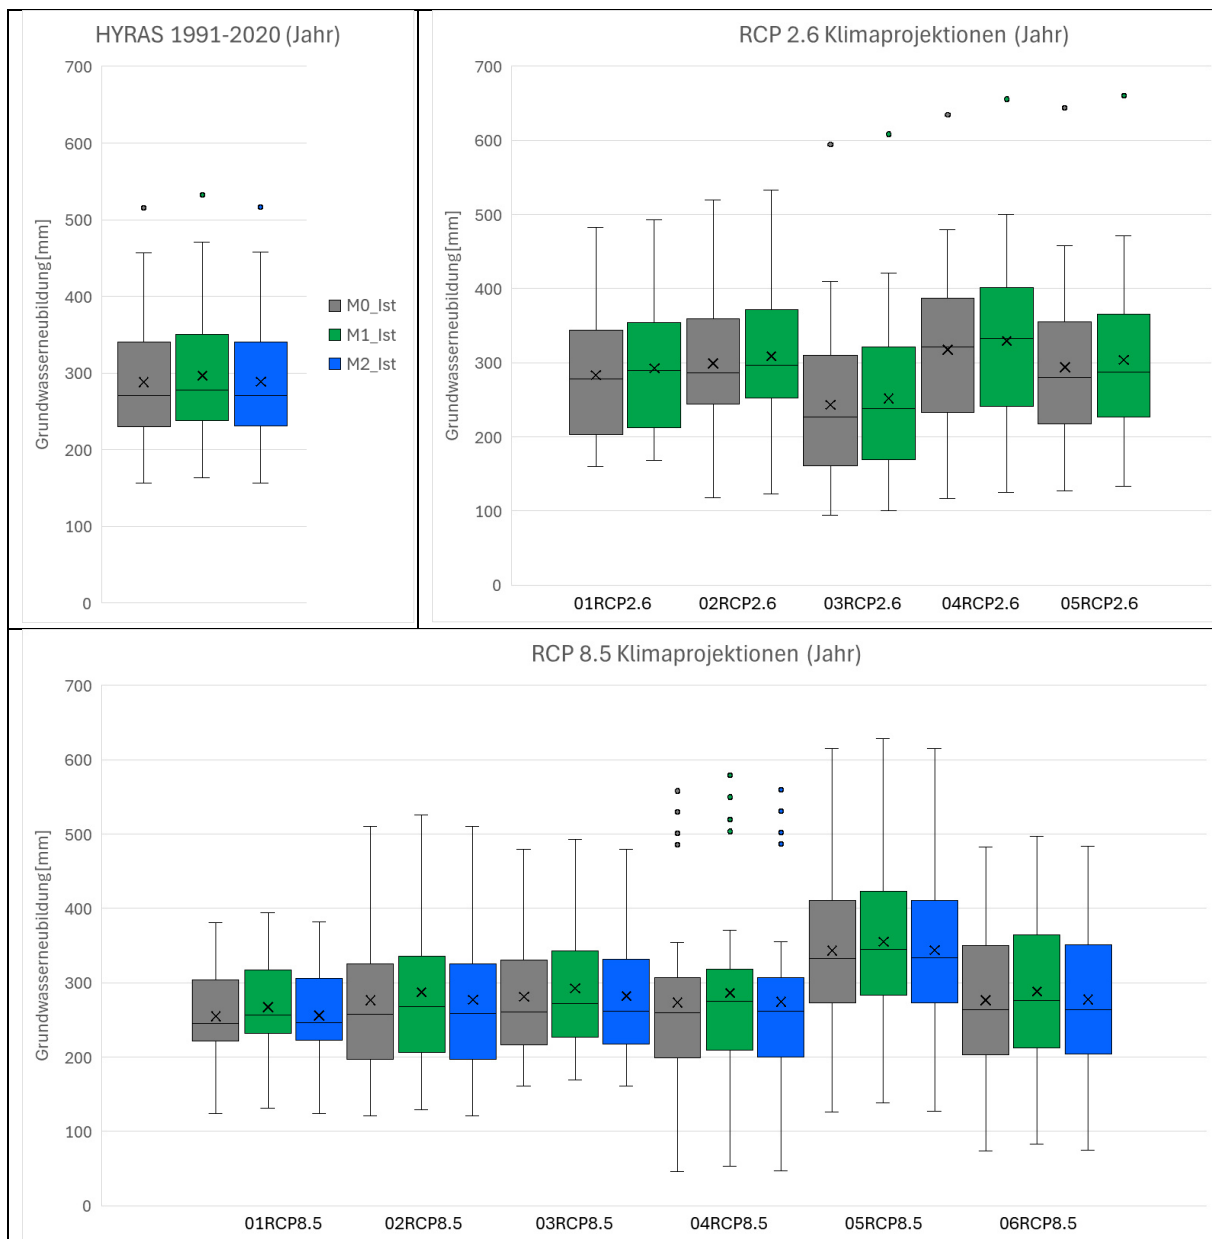 HYRAS 1991-2020 (Jahr)
Grundwasserneubildung[mm]
700
600
500
400
300
200
100
0
M0_Ist
M1_Ist
M2_Ist
RCP 2.6 Klimaprojektionen (Jahr)
Grundwasserneubildung[mm]
700
600
500
400
300
200
100
0
01RCP2.6 02RCP2.6 03RCP2.6 04RCP2.6 05RCP2.6
RCP 8.5 Klimaprojektionen (Jahr)
Grundwasserneubildung[mm]
700
600
500
400
300
200
100
0
01RCP8.5 02RCP8.5 03RCP8.5 04RCP8.5 05RCP8.5 06RCP8.5